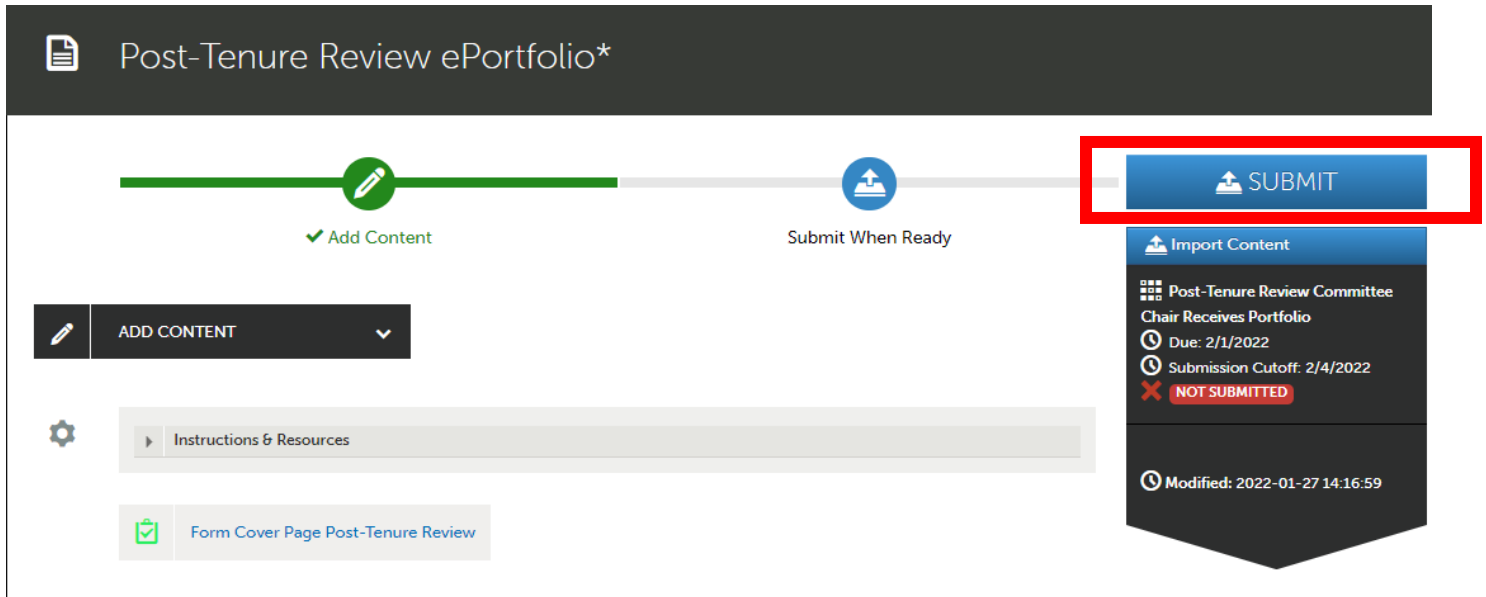 Post-Tenure Review ePortfolio*
SUBMIT
Add Content
Submit When Ready
Import Content
Post-Tenure Review Committee
Chair Receives Portfolio
Due: 2/1/2022
Submission Cutoff: 2/4/2022
NOT SUBMITTED
Modified: 2022-01-27 14:16:59
ADD CONTENT
Instructions & Resources
Form Cover Page Post-Tenure Review